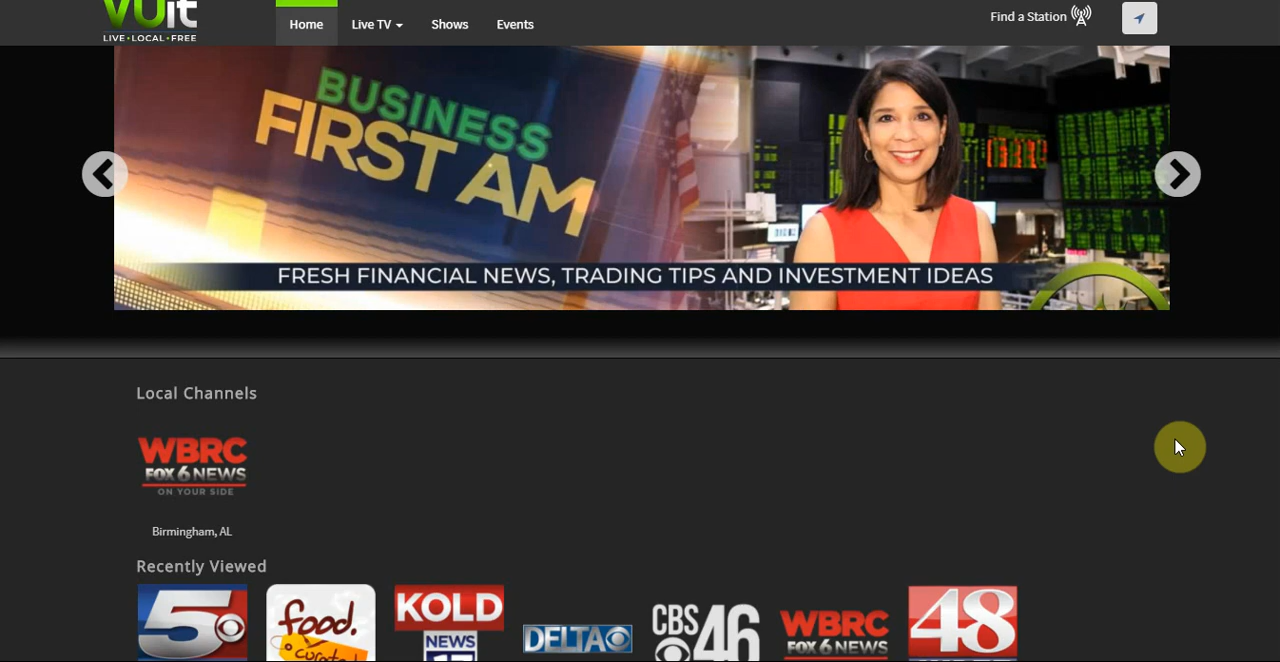 VUit
LIVE•LOCAL•FREE
Home
Live TV
Shows
Events
Find a Station
BUSINESS
FIRST AM
FRESH FINANCIAL NEWS, TRADING TIPS AND INVESTMENT IDEAS
Local Channels
WBRC
FOX 6 NEWS
ON YOUR SIDE
Birmingham, AL
Recently Viewed
5
food.
curated
KOLD
NEWS
DELTA
CBS 46
WBRC
FOX 6 NEWS
48